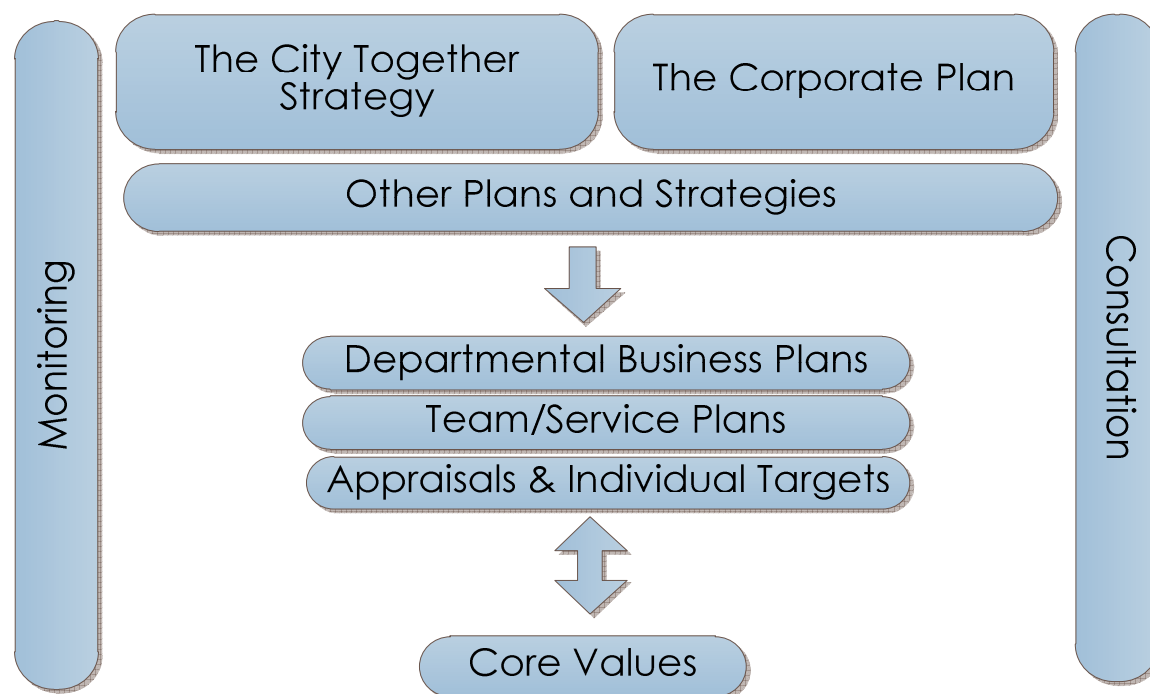 The City Together
Strategy
The Corporate Plan
Other Plans and Strategies
Monitoring
Consultation
Departmental Business Plans
Team/Service Plans
Appraisals & Individual Targets
Core Values